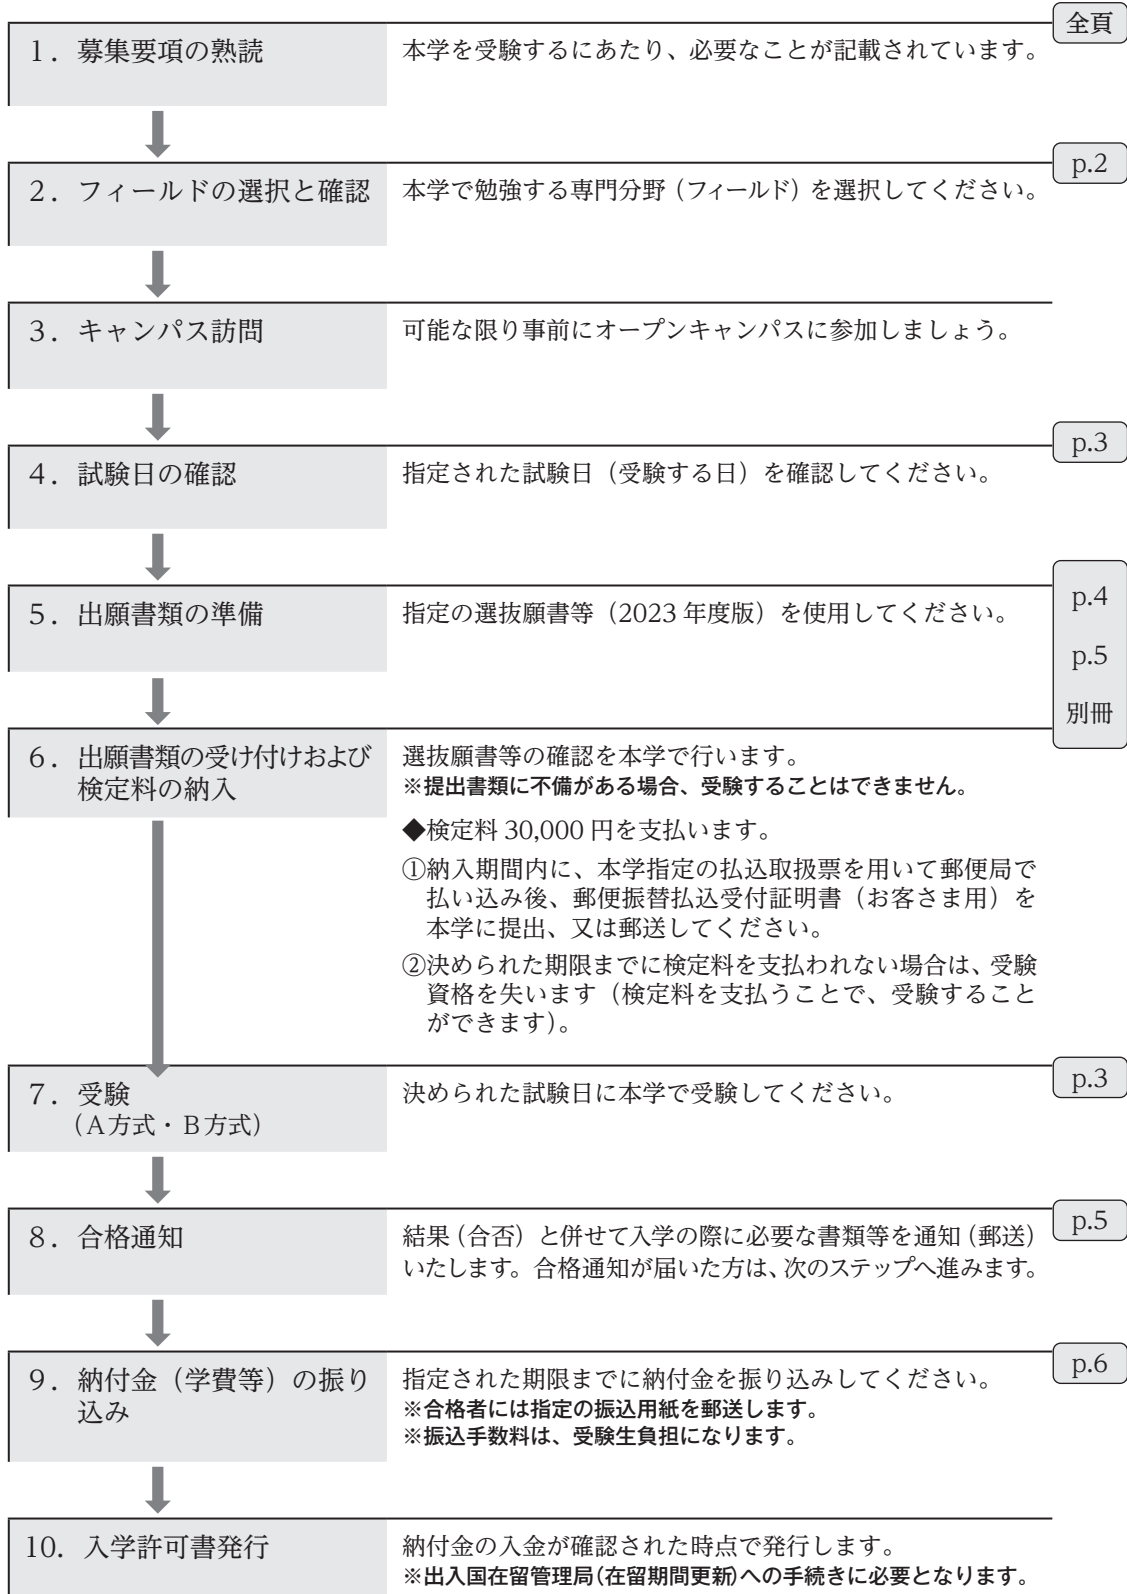 全頁
1．募集要項の熟読
本学を受験するにあたり、必要なことが記載されています。
p.2
2．フィールドの選択と確認
本学で勉強する専門分野（フィールド）を選択してください。
3．キャンパス訪問
可能な限り事前にオープンキャンパスに参加しましょう。
p.3
4．試験日の確認
指定された試験日（受験する日）を確認してください。
5．出願書類の準備
指定の選抜願書等（2023年度版）を使用してください。
p.4
p.5
別冊
6．出願書類の受け付けおよび
検定料の納入
選抜願書等の確認を本学で行います。
※提出書類に不備がある場合、受験することはできません。
◆検定料30,000円を支払います。
①納入期間内に、本学指定の払込取扱票を用いて郵便局で
払い込み後、郵便振替払込受付証明書（お客さま用）を
本学に提出、又は郵送してください。
②決められた期限までに検定料を支払われない場合は、受験
資格を失います（検定料を支払うことで、受験すること
ができます）。
p.3
7．受験
（A方式・B方式）
決められた試験日に本学で受験してください。
p.5
8．合格通知
結果（合否）と併せて入学の際に必要な書類等を通知（郵送）
いたします。合格通知が届いた方は、次のステップへ進みます。
p.6
9．納付金（学費等）の振り
込み
指定された期限までに納付金を振り込みしてください。
※合格者には指定の振込用紙を郵送します。
※振込手数料は、受験生負担になります。
10．入学許可書発行
納付金の入金が確認された時点で発行します。
※出入国在留管理局（在留期間更新）への手続きに必要となります。